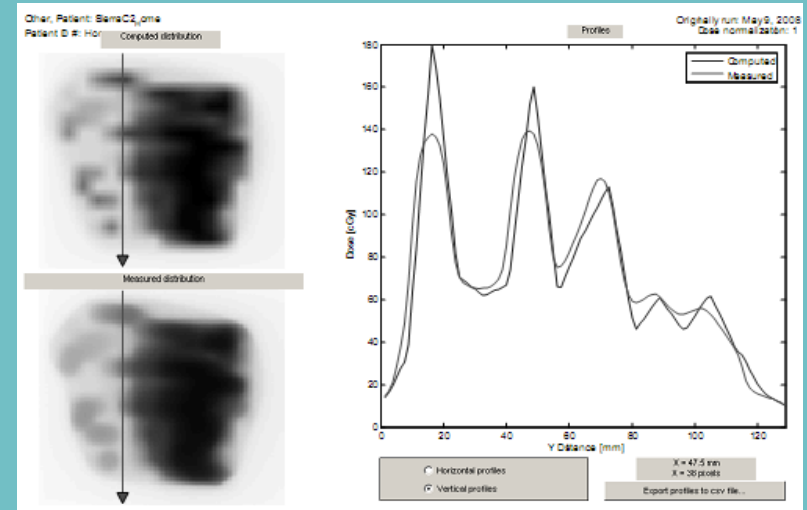 Other, Patient: SierraC2_Home
Patient ID #:
Computed distribution
Measured distribution
Profiles
Originally run: May 9, 2008
Dose normalization: 1
Computed
Measured
180
160
140
120
100
80
60
40
20
0
Dose [cGy]
0
20
40
60
80
100
120
Y Distance [mm]
Horizontal profiles
Vertical profiles
X = 47.5 mm
X = 38 pixels
Export profiles to csv file...